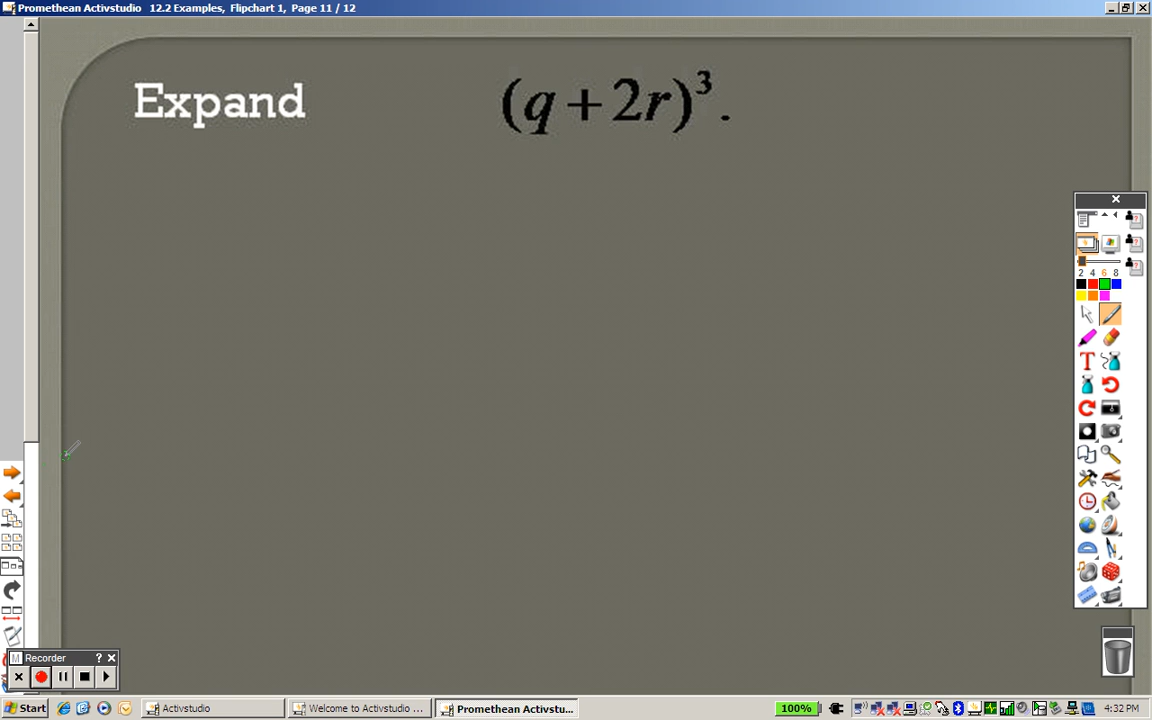 Promethean Activstudio 12.2 Examples, Flipchart 1, Page 11 / 12
Expand (q + 2r)³.
2 4 6 8
T
M Recorder ?
Start
Activstudio
Welcome to Activstudio ...
Promethean Activstu...
100%
4:32 PM